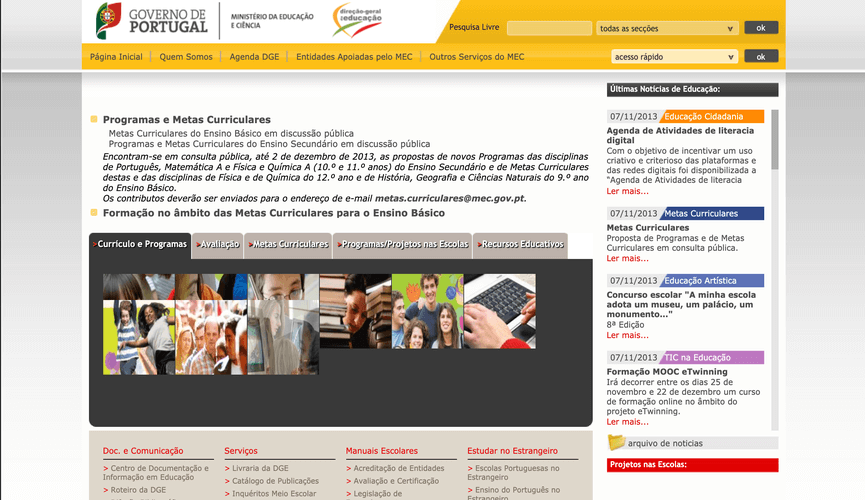 GOVERNO DE
PORTUGAL
MINISTÉRIO DA EDUCAÇÃO
E CIÊNCIA
direção-geral
educação
Pesquisa Livre
todas as secções
ok
Página Inicial
Quem Somos
Agenda DGE
Entidades Apoiadas pelo MEC
Outros Serviços do MEC
acesso rápido
ok
Programas e Metas Curriculares
Metas Curriculares do Ensino Básico em discussão pública
Programas e Metas Curriculares do Ensino Secundário em discussão pública
Encontram-se em consulta pública, até 2 de dezembro de 2013, as propostas de novos Programas das disciplinas
de Português, Matemática A e Física e Química A (10.º e 11.º anos) do Ensino Secundário e de Metas Curriculares
destas e das disciplinas de Física e de Química do 12.º ano e de História, Geografia e Ciências Naturais do 9.º ano
do Ensino Básico.
Os contributos deverão ser enviados para o endereço de e-mail metas.curriculares@mec.gov.pt.
Formação no âmbito das Metas Curriculares para o Ensino Básico
>Currículo e Programas
>Avaliação
>Metas Curriculares
>Programas/Projetos nas Escolas
>Recursos Educativos
Doc. e Comunicação
> Centro de Documentação e
Informação em Educação
> Roteiro da DGE
Serviços
> Livraria da DGE
> Catálogo de Publicações
> Inquéritos Meio Escolar
Manuais Escolares
> Acreditação de Entidades
> Avaliação e Certificação
> Legislação de
Estudar no Estrangeiro
> Escolas Portuguesas no
Estrangeiro
> Ensino do Português no
Estrangeiro
Últimas Noticias de Educação:
07/11/2013 Educação Cidadania
Agenda de Atividades de literacia
digital
Com o objetivo de incentivar um uso
criativo e criterioso das plataformas e
das redes digitais foi disponibilizada a
"Agenda de Atividades de literacia
Ler mais...
07/11/2013 Metas Curriculares
Metas Curriculares
Proposta de Programas e de Metas
Curriculares em consulta pública.
Ler mais...
07/11/2013 Educação Artística
Concurso escolar "A minha escola
adota um museu, um palácio, um
monumento..."
8ª Edição
Ler mais...
07/11/2013 TIC na Educação
Formação MOOC eTwinning
Irá decorrer entre os dias 25 de
novembro e 22 de dezembro um curso
de formação online no âmbito do
projeto eTwinning.
Ler mais...
arquivo de noticias
Projetos nas Escolas: